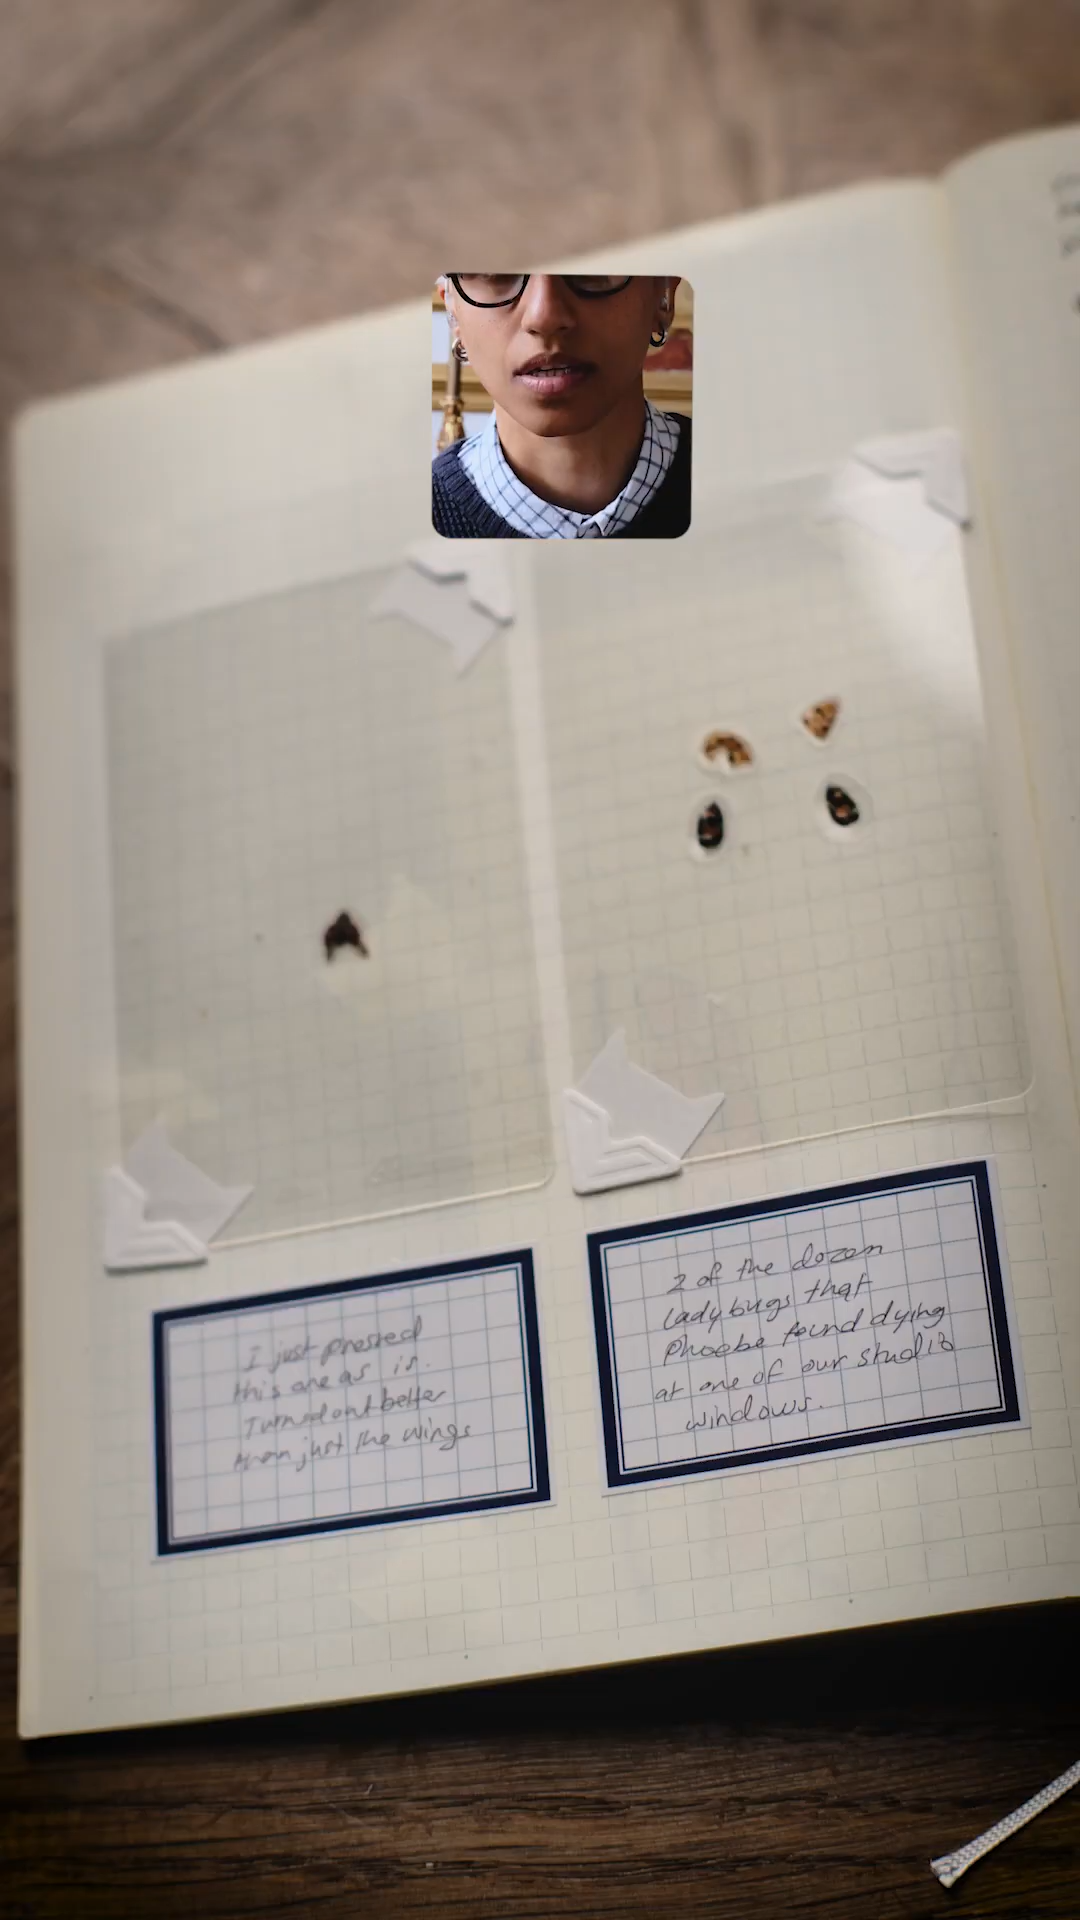 I just pressed
this one as is.
Turned out better
than just the wings
2 of the dozen
ladybugs that
Phoebe found dying
at one of our studio
windows.